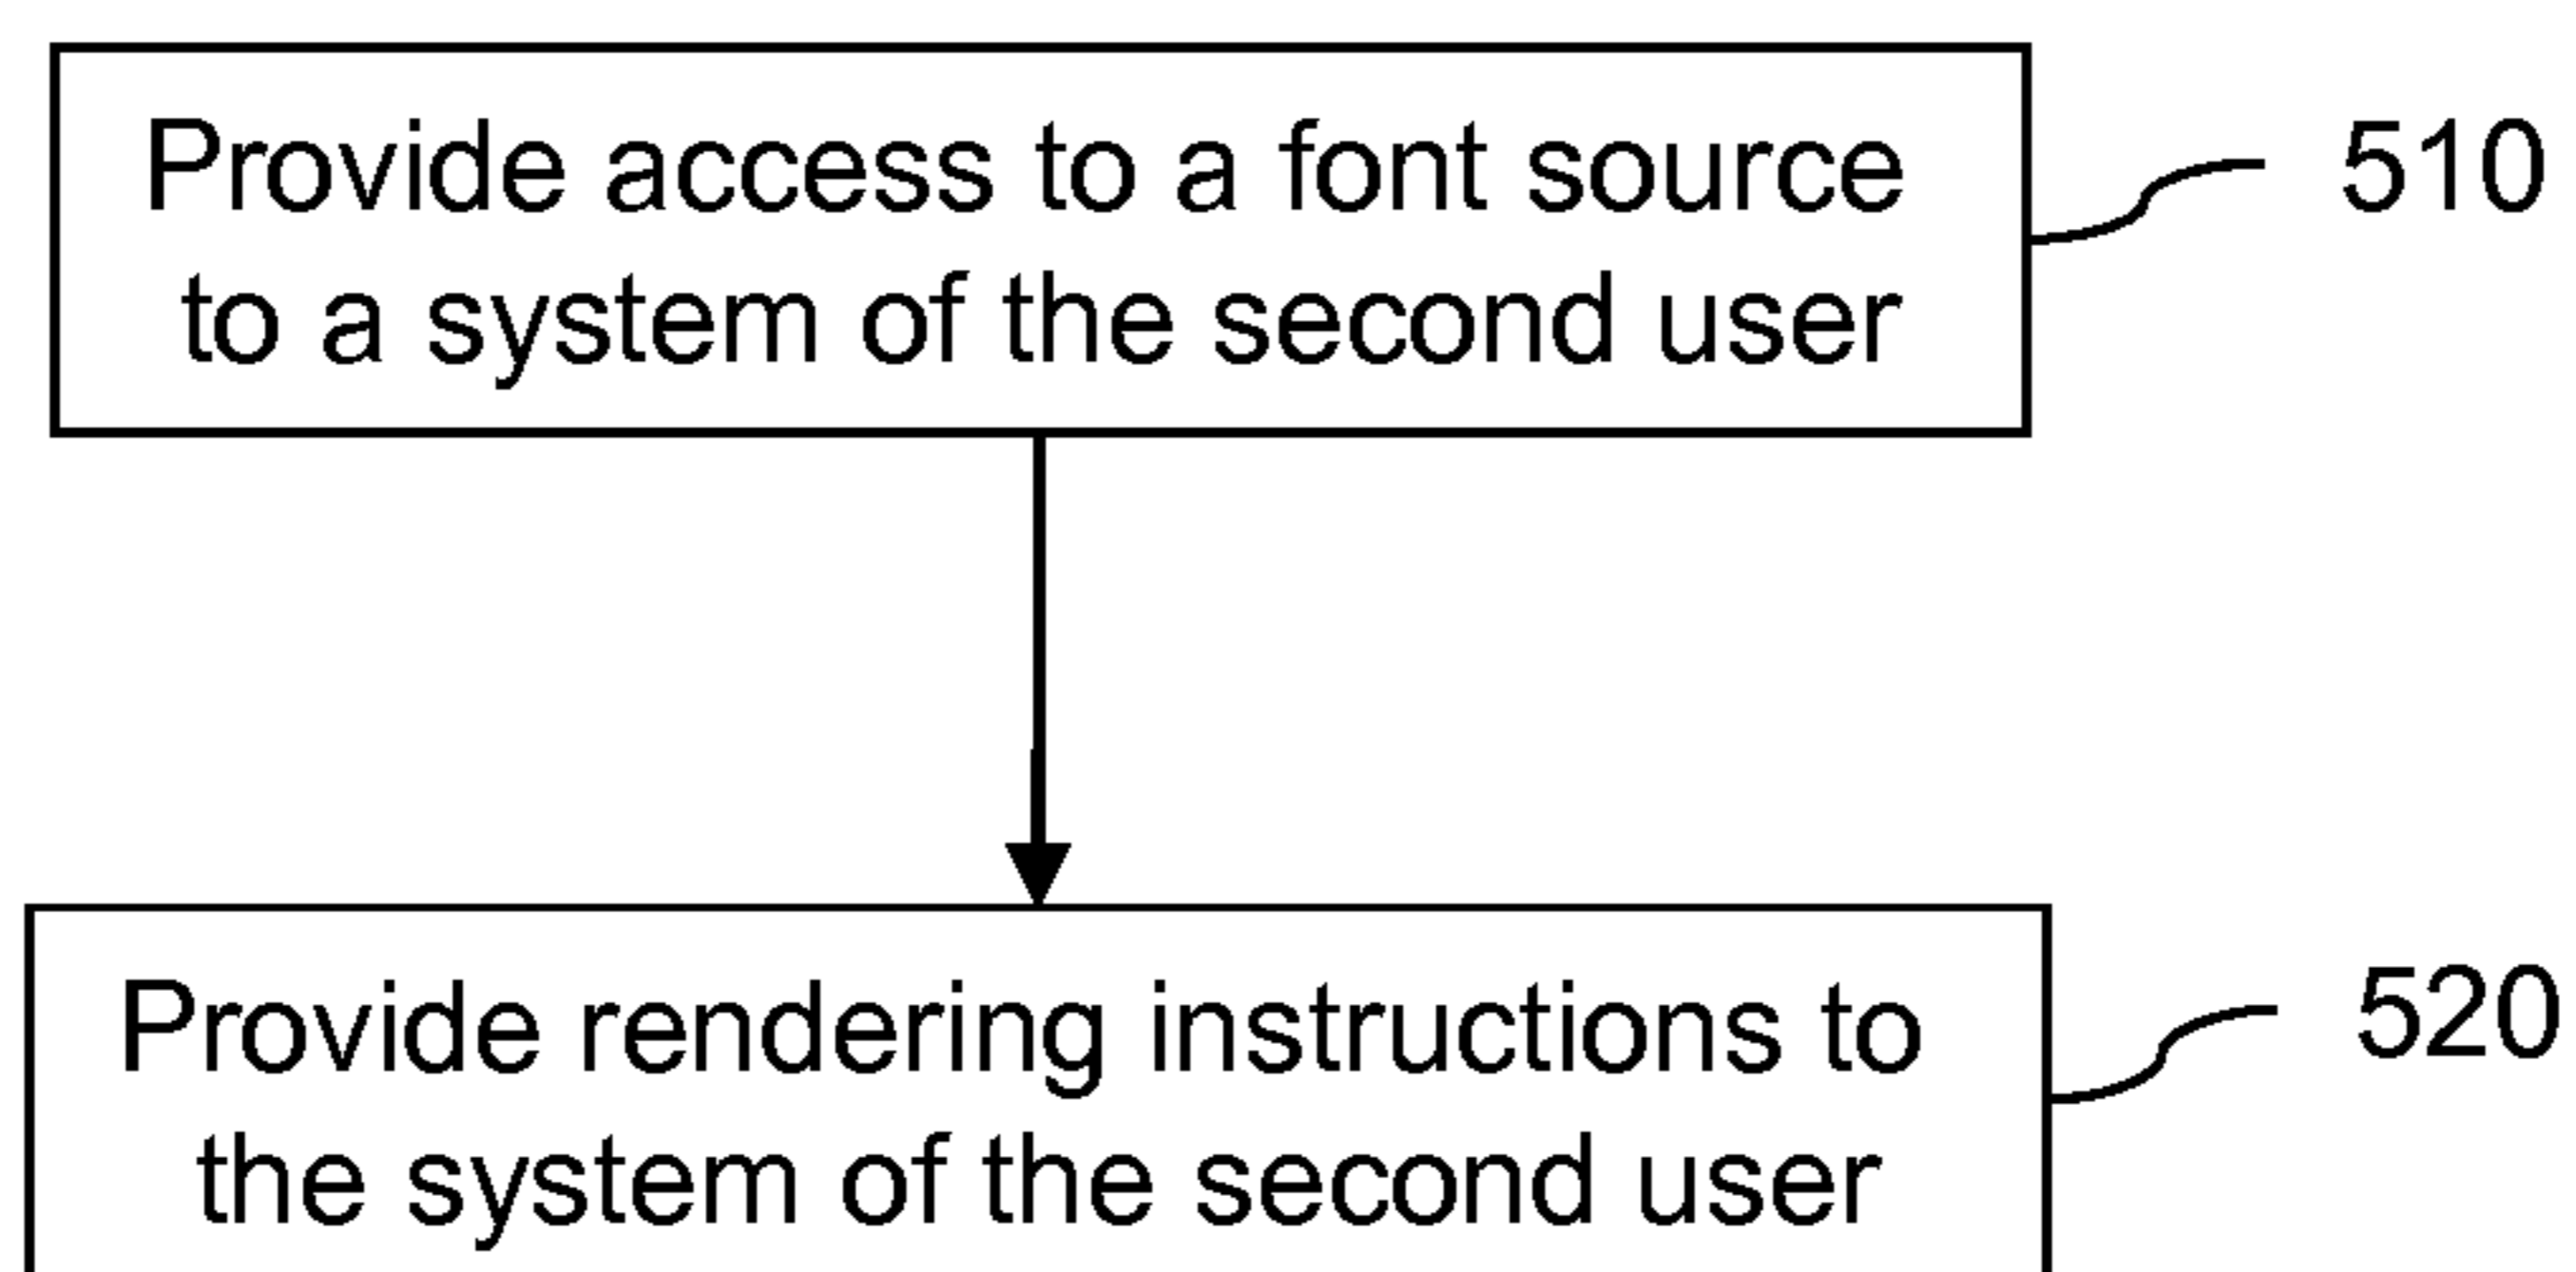 Provide access to a font source
to a system of the second user
510
Provide rendering instructions to
the system of the second user
520